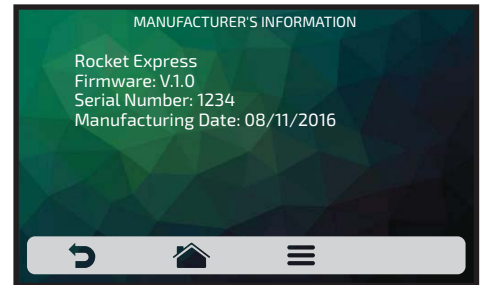 MANUFACTURER'S INFORMATION
Rocket Express
Firmware: V.1.0
Serial Number: 1234
Manufacturing Date: 08/11/2016